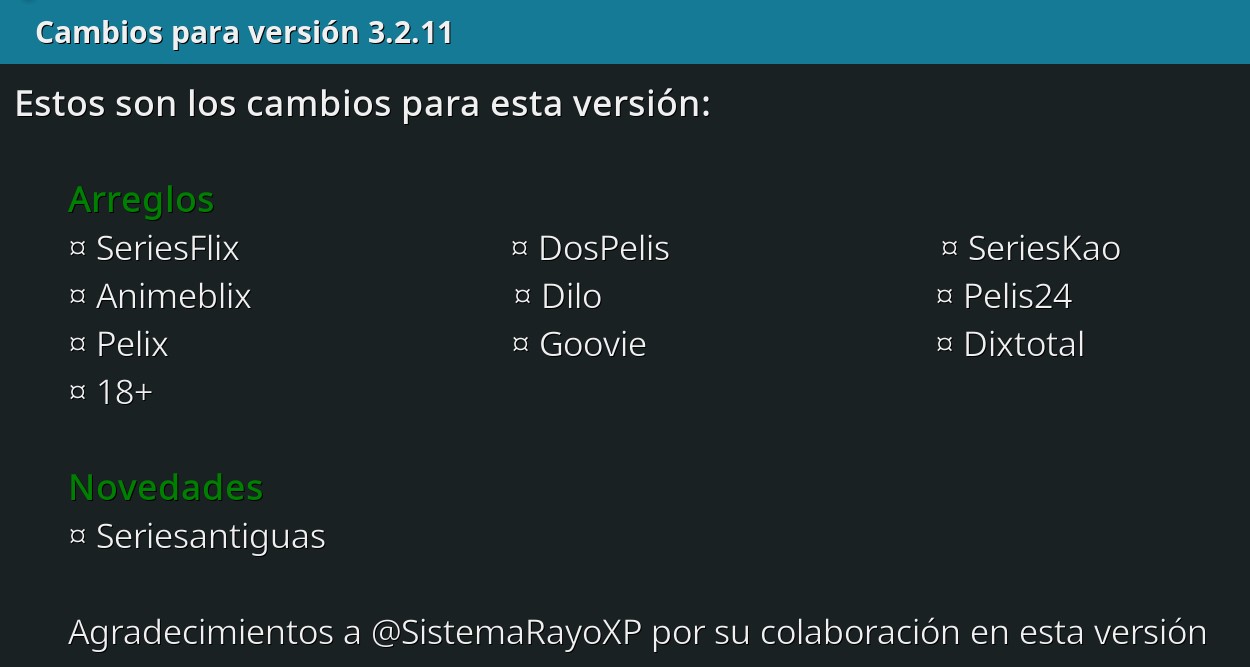 Cambios para versión 3.2.11
Estos son los cambios para esta versión:
Arreglos
¤ SeriesFlix ¤ DosPelis ¤ SeriesKao
¤ Animeblix ¤ Dilo ¤ Pelis24
¤ Pelix ¤ Goovie ¤ Dixtotal
¤ 18+
Novedades
¤ Seriesantiguas
Agradecimientos a @SistemaRayoXP por su colaboración en esta versión